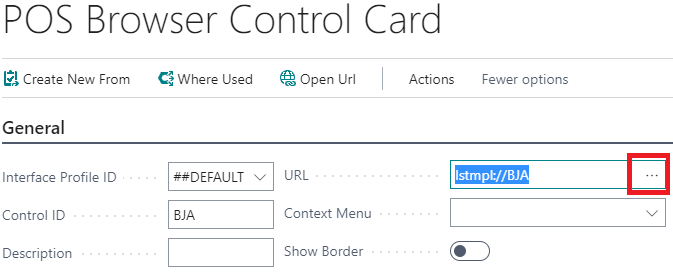 POS Browser Control Card
Create New From Where Used Open Url Actions Fewer options
General
Interface Profile ID ##DEFAULT URL lstmpl://BJA ...
Control ID BJA Context Menu
Description Show Border